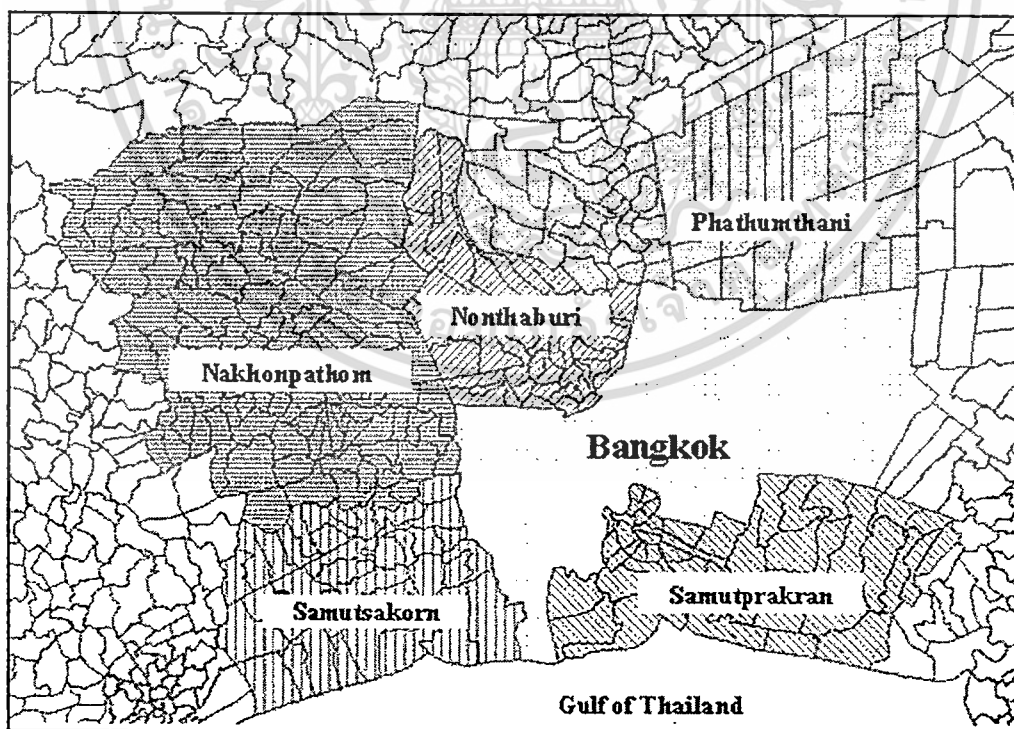 Phathumthani
Nonthaburi
Nakhonpathom
Bangkok
Samutprakran
Samutsakorn
Gulf of Thailand